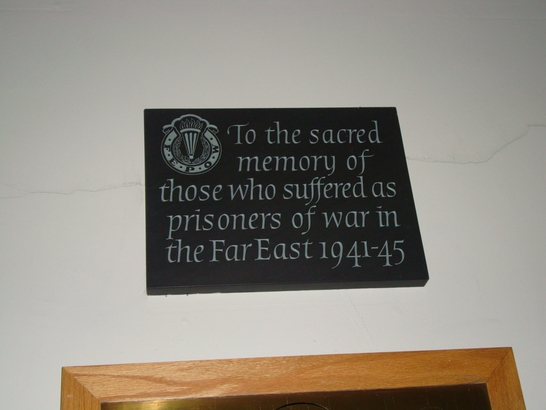 F.E.P.O.W
To the sacred
memory of
those who suffered as
prisoners of war in
the Far East 1941-45